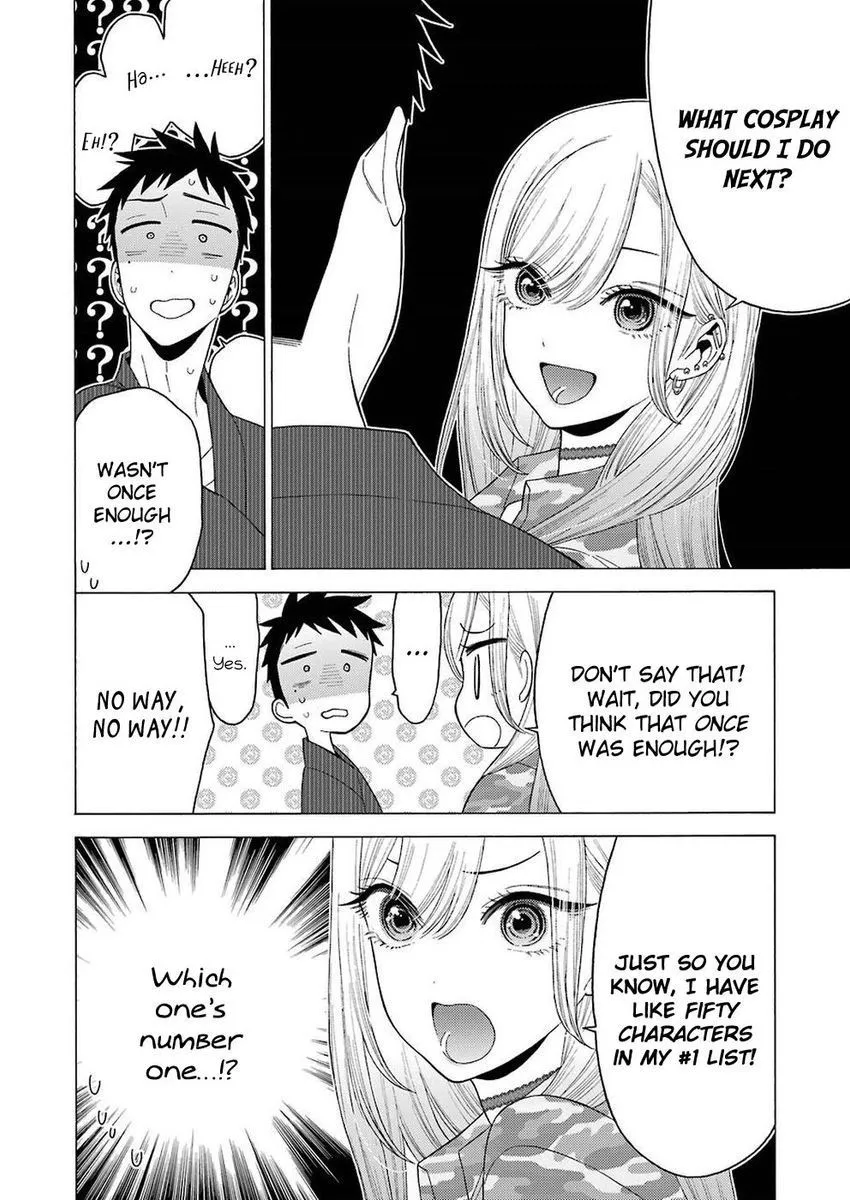 WHAT COSPLAY
SHOULD I DO
NEXT?
...HEEH?
HA...
EH!?
WASN'T
ONCE
ENOUGH
...!?
DON'T SAY THAT!
WAIT, DID YOU
THINK THAT ONCE
WAS ENOUGH!?
...
...
YES.
NO WAY,
NO WAY!!
JUST SO YOU
KNOW, I HAVE
LIKE FIFTY
CHARACTERS
IN MY #1 LIST!
Which
one's
number
one...!?